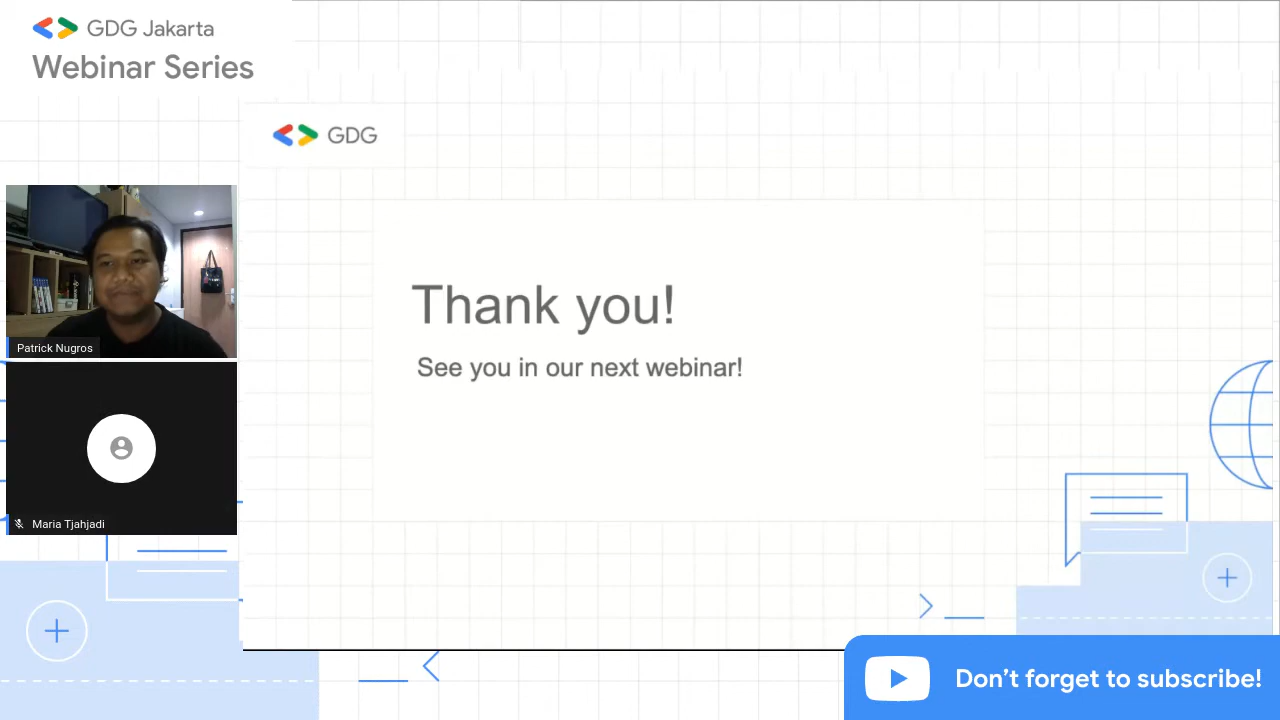 GDG Jakarta
Webinar Series
GDG
Thank you!
See you in our next webinar!
Patrick Nugros
Maria Tjahjadi
Don't forget to subscribe!